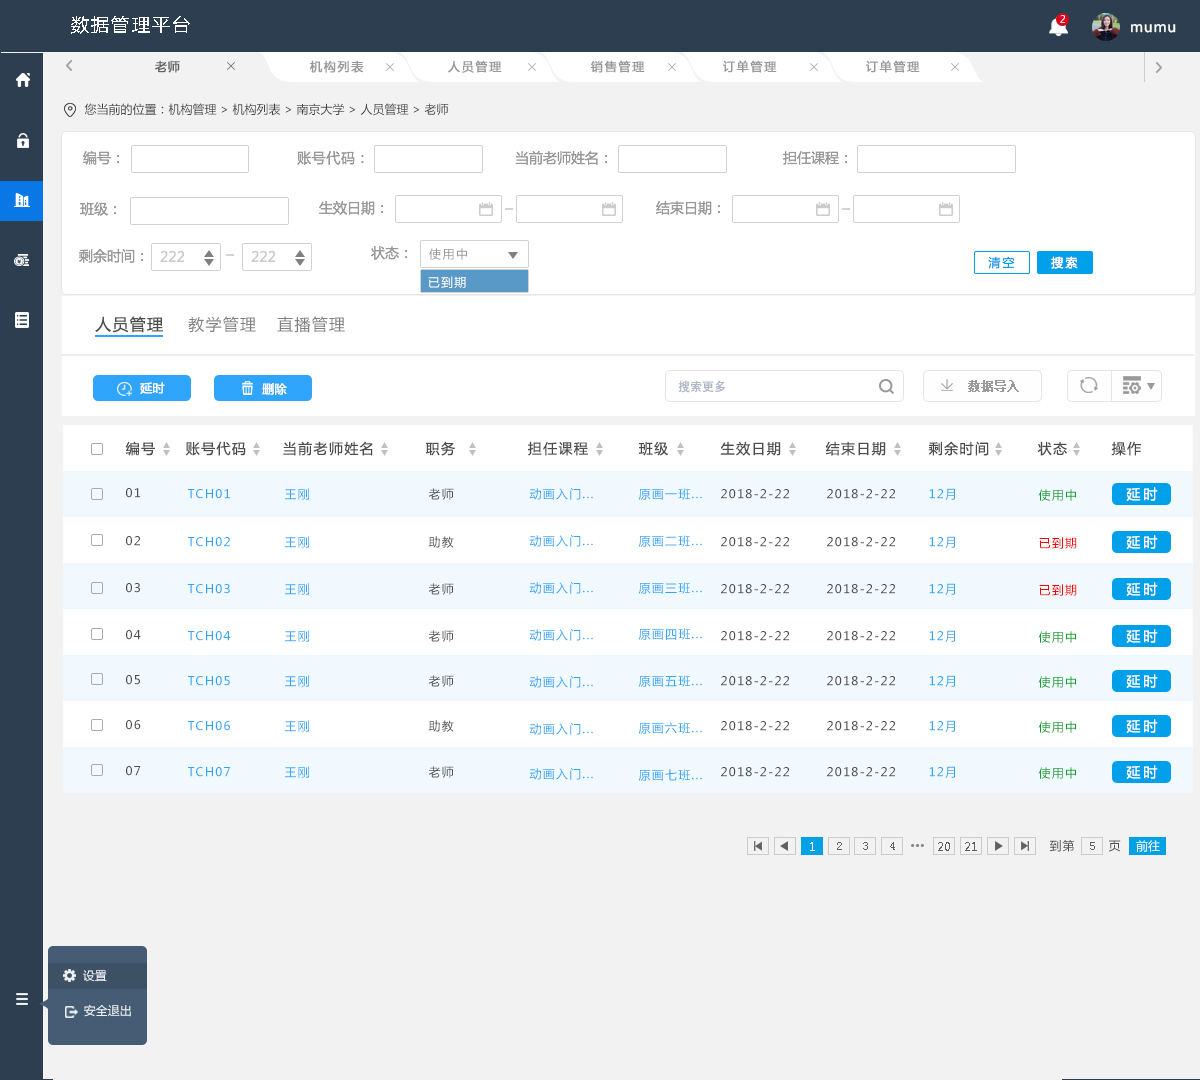 数据管理平台
2
mumu
老师 机构列表 人员管理 销售管理 订单管理 订单管理
您当前的位置：机构管理 > 机构列表 > 南京大学 > 人员管理 > 老师
编号： 账号代码： 当前老师姓名： 担任课程：
班级： 生效日期： – 结束日期： –
剩余时间： 222 – 222 状态： 使用中 清空 搜索
已到期
人员管理 教学管理 直播管理
延时 删除 搜索更多 数据导入
编号 账号代码 当前老师姓名 职务 担任课程 班级 生效日期 结束日期 剩余时间 状态 操作
01 TCH01 王刚 老师 动画入门... 原画一班... 2018-2-22 2018-2-22 12月 使用中 延时
02 TCH02 王刚 助教 动画入门... 原画二班... 2018-2-22 2018-2-22 12月 已到期 延时
03 TCH03 王刚 老师 动画入门... 原画三班... 2018-2-22 2018-2-22 12月 已到期 延时
04 TCH04 王刚 老师 动画入门... 原画四班... 2018-2-22 2018-2-22 12月 使用中 延时
05 TCH05 王刚 老师 动画入门... 原画五班... 2018-2-22 2018-2-22 12月 使用中 延时
06 TCH06 王刚 助教 动画入门... 原画六班... 2018-2-22 2018-2-22 12月 使用中 延时
07 TCH07 王刚 老师 动画入门... 原画七班... 2018-2-22 2018-2-22 12月 使用中 延时
1 2 3 4 ••• 20 21 到第 5 页 前往
设置
安全退出